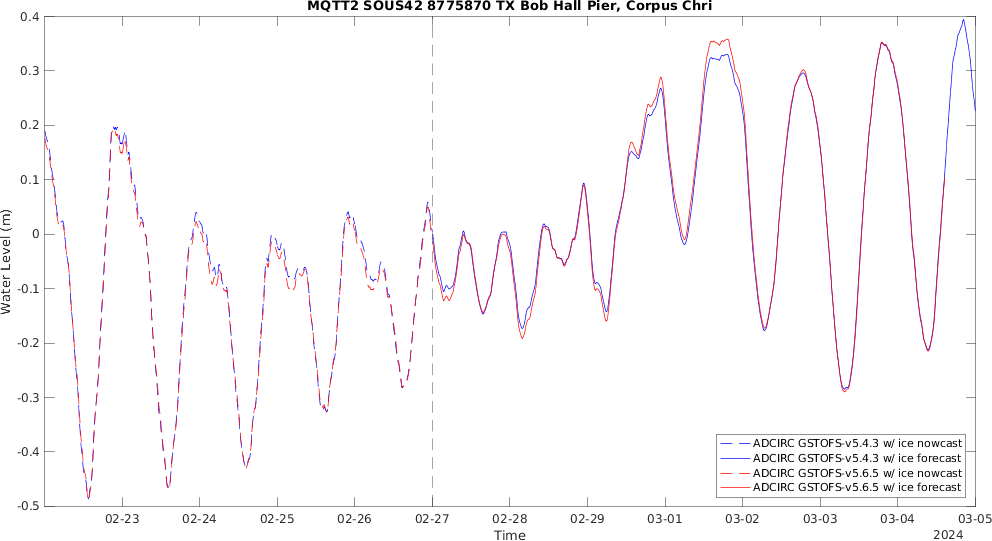 MQTT2 SOUS42 8775870 TX Bob Hall Pier, Corpus Chri
Water Level (m)
0.4
0.3
0.2
0.1
0
-0.1
-0.2
-0.3
-0.4
-0.5
ADCIRC GSTOFS-v5.4.3 w/ ice nowcast
ADCIRC GSTOFS-v5.4.3 w/ ice forecast
ADCIRC GSTOFS-v5.6.5 w/ ice nowcast
ADCIRC GSTOFS-v5.6.5 w/ ice forecast
02-23 02-24 02-25 02-26 02-27 02-28 02-29 03-01 03-02 03-03 03-04 03-05
Time
2024